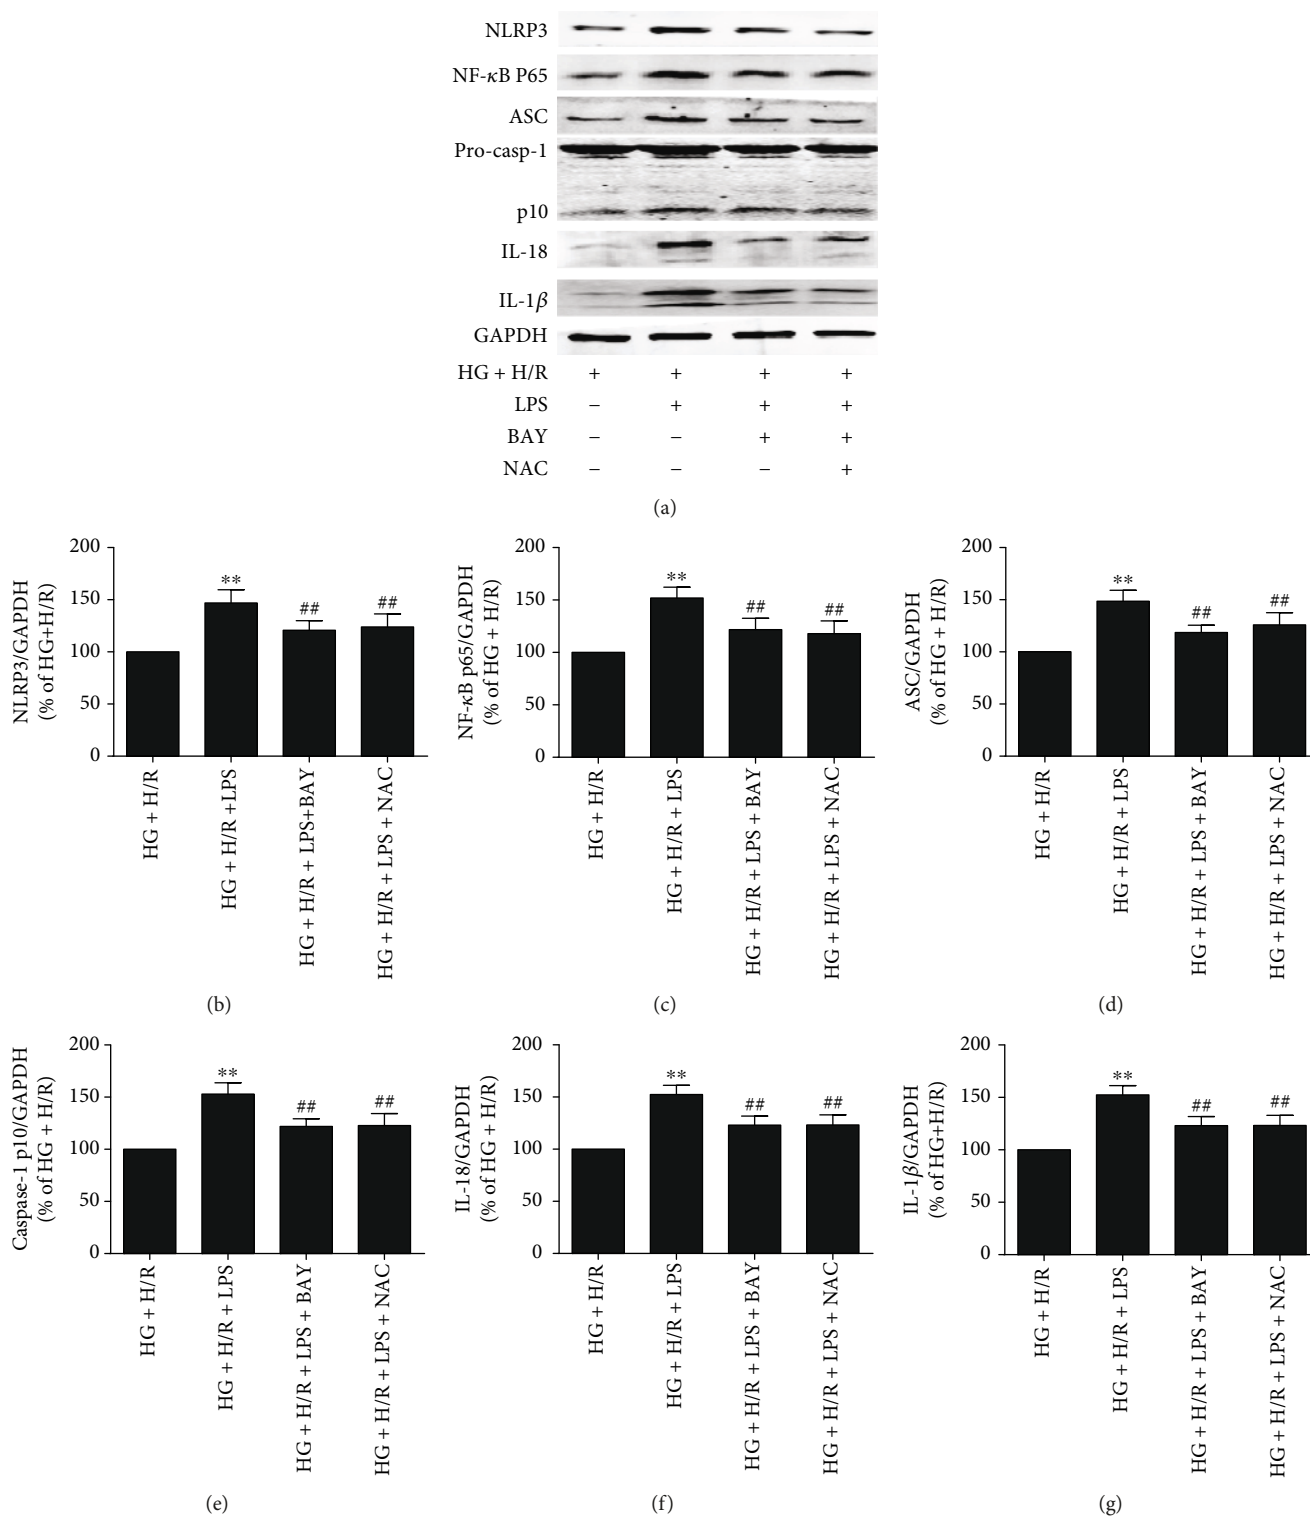 NLRP3
NF-κB P65
ASC
Pro-casp-1
p10
IL-18
IL-1β
GAPDH
HG + H/R + + + +
LPS − + + +
BAY − − + +
NAC − − − +
(a)
NLRP3/GAPDH
(% of HG+H/R)
200
150
100
50
0
**
##
##
HG + H/R
HG + H/R +LPS
HG + H/R + LPS+BAY
HG + H/R + LPS + NAC
(b)
NF-κB p65/GAPDH
(% of HG + H/R)
200
150
100
50
0
**
##
##
HG + H/R
HG + H/R + LPS
HG + H/R + LPS + BAY
HG + H/R + LPS + NAC
(c)
ASC/GAPDH
(% of HG + H/R)
200
150
100
50
0
**
##
##
HG + H/R
HG + H/R + LPS
HG + H/R + LPS + BAY
HG + H/R + LPS + NAC
(d)
Caspase-1 p10/GAPDH
(% of HG + H/R)
200
150
100
50
0
**
##
##
HG + H/R
HG + H/R + LPS
HG + H/R + LPS + BAY
HG + H/R + LPS + NAC
(e)
IL-18/GAPDH
(% of HG + H/R)
200
150
100
50
0
**
##
##
HG + H/R
HG + H/R + LPS
HG + H/R + LPS + BAY
HG + H/R + LPS + NAC
(f)
IL-1β/GAPDH
(% of HG+H/R)
200
150
100
50
0
**
##
##
HG + H/R
HG + H/R + LPS
HG + H/R + LPS + BAY
HG + H/R + LPS + NAC
(g)